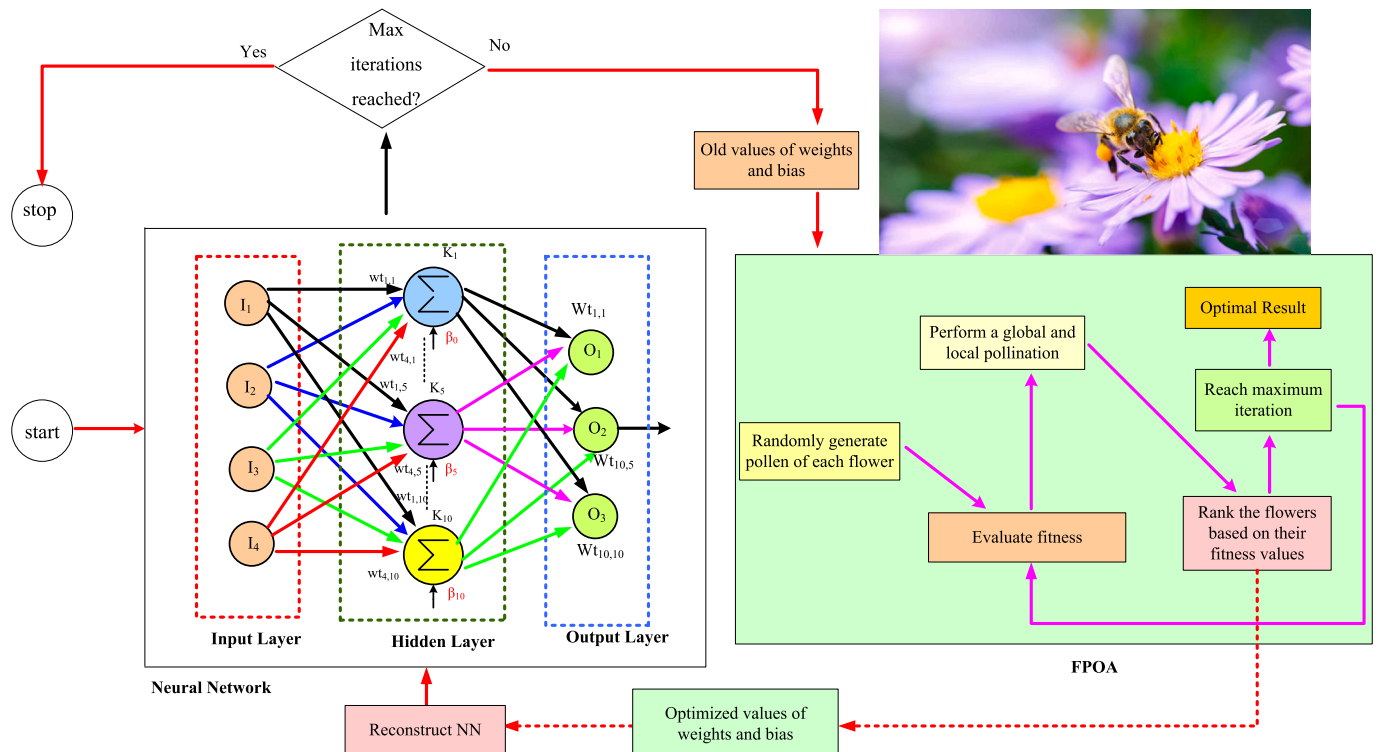 Max
iterations
reached?
Yes
No
stop
Old values of weights
and bias
start
I1
I2
I3
I4
Input Layer
wt1,1
wt4,1
wt1,5
wt4,5
wt1,10
wt4,10
K1
β0
K5
β5
K10
β10
Hidden Layer
Wt1,1
O1
O2
Wt10,5
O3
Wt10,10
Output Layer
Neural Network
Optimal Result
Perform a global and
local pollination
Reach maximum
iteration
Randomly generate
pollen of each flower
Evaluate fitness
Rank the flowers
based on their
fitness values
FPOA
Reconstruct NN
Optimized values of
weights and bias